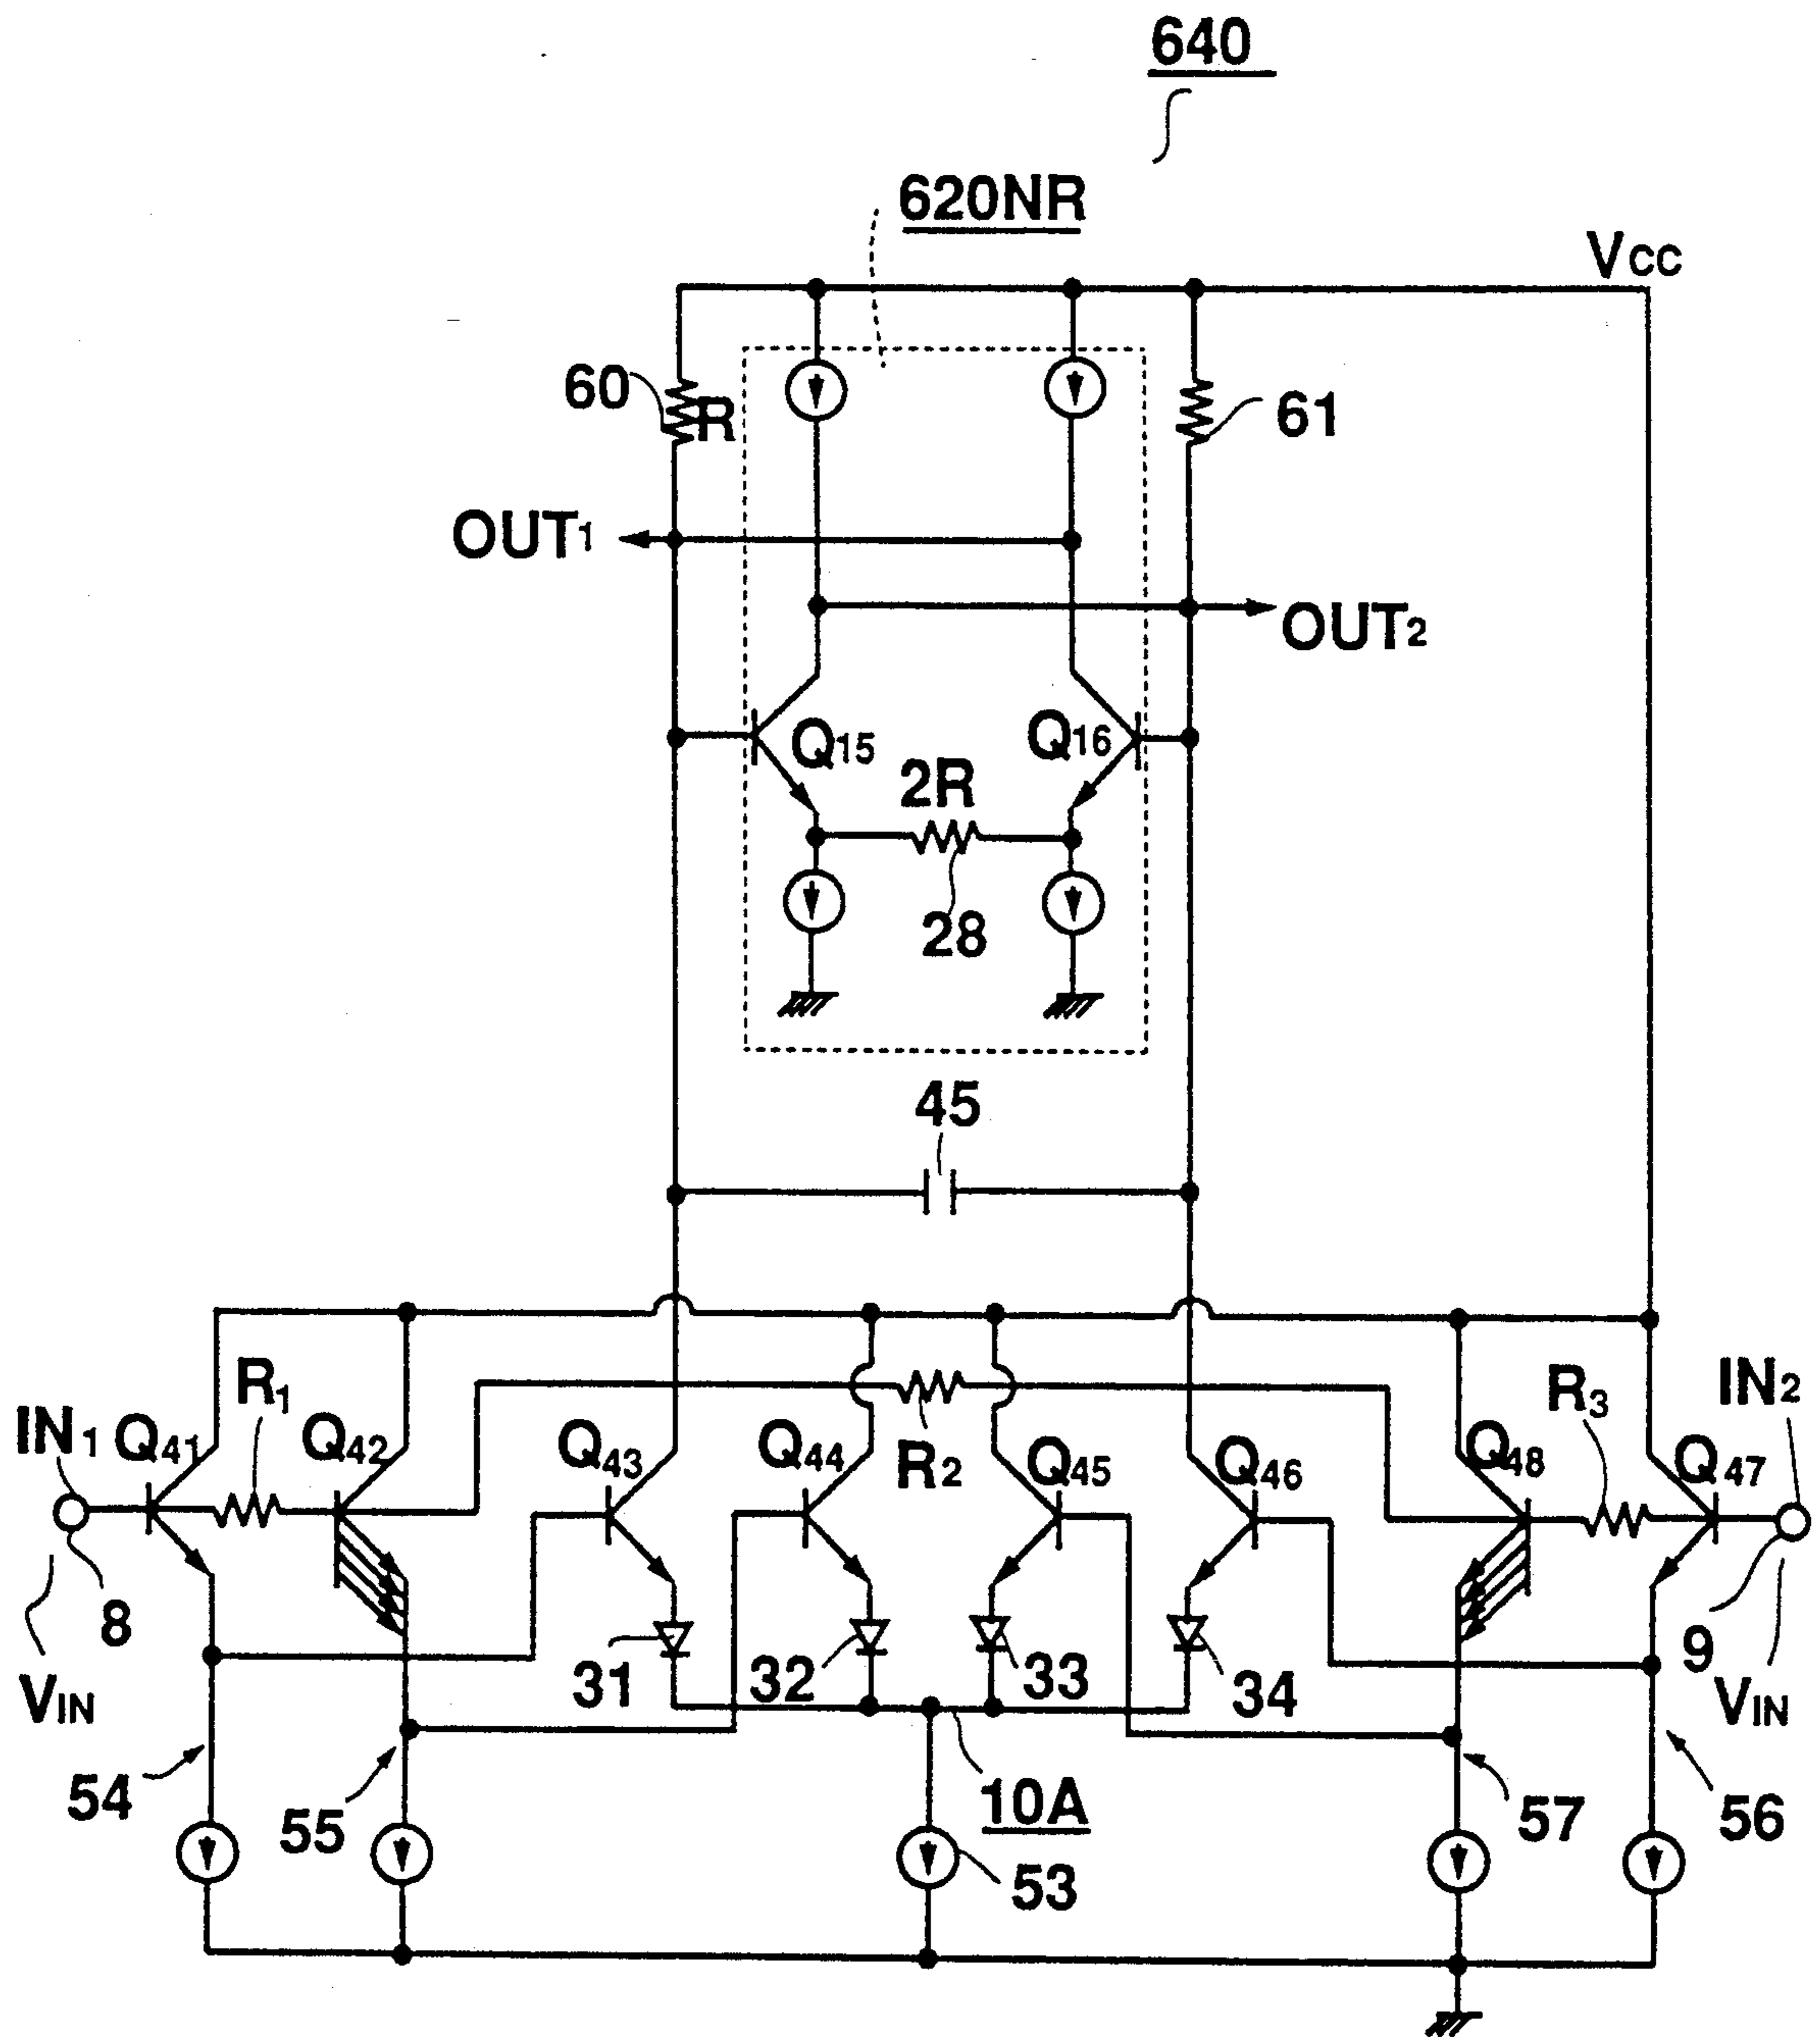 640
620NR
VCC
60
R
61
OUT1
OUT2
Q15
Q16
2R
28
45
R1
R3
IN2
IN1
Q41
Q42
Q43
Q44
R2
Q45
Q46
Q48
Q47
8
31
32
33
34
9
VIN
VIN
54
55
10A
57
56
53